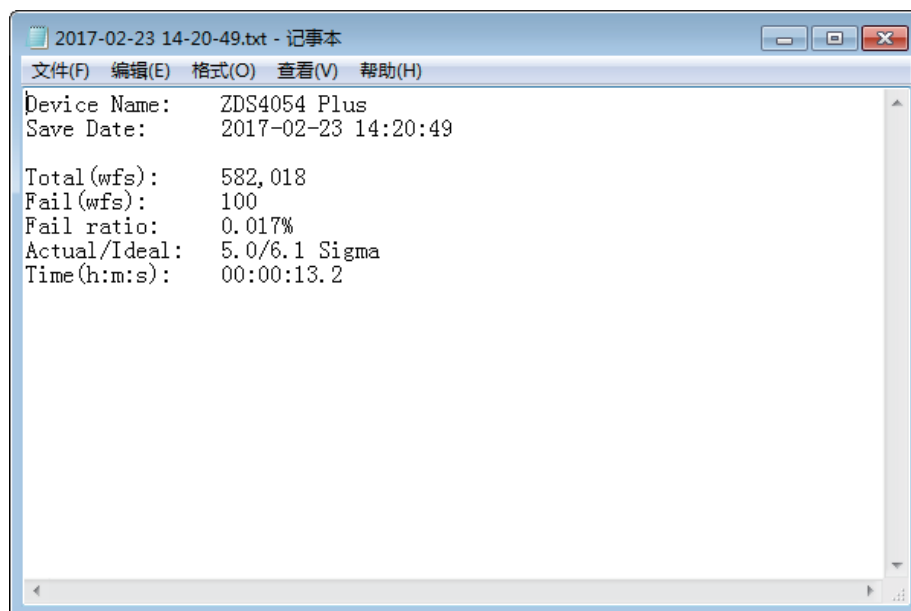 2017-02-23 14-20-49.txt - 记事本
文件(F) 编辑(E) 格式(O) 查看(V) 帮助(H)
Device Name: ZDS4054 Plus
Save Date: 2017-02-23 14:20:49
Total(wfs): 582,018
Fail(wfs): 100
Fail ratio: 0.017%
Actual/Ideal: 5.0/6.1 Sigma
Time(h:m:s): 00:00:13.2